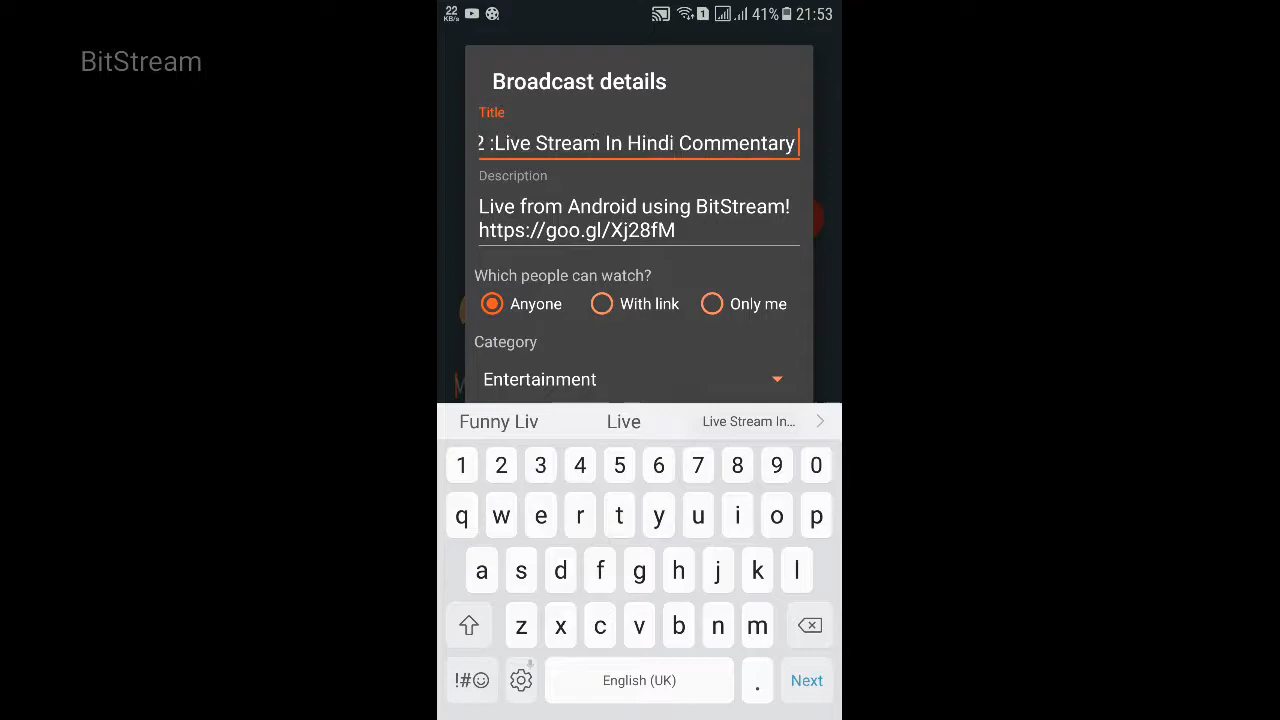 BitStream
22
KB/s
1
41%
21:53
Broadcast details
Title
2 :Live Stream In Hindi Commentary
Description
Live from Android using BitStream!
https://goo.gl/Xj28fM
Which people can watch?
Anyone
With link
Only me
Category
Entertainment
Funny Liv
Live
Live Stream In...
1 2 3 4 5 6 7 8 9 0
q w e r t y u i o p
a s d f g h j k l
z x c v b n m
!#☺
English (UK)
.
Next